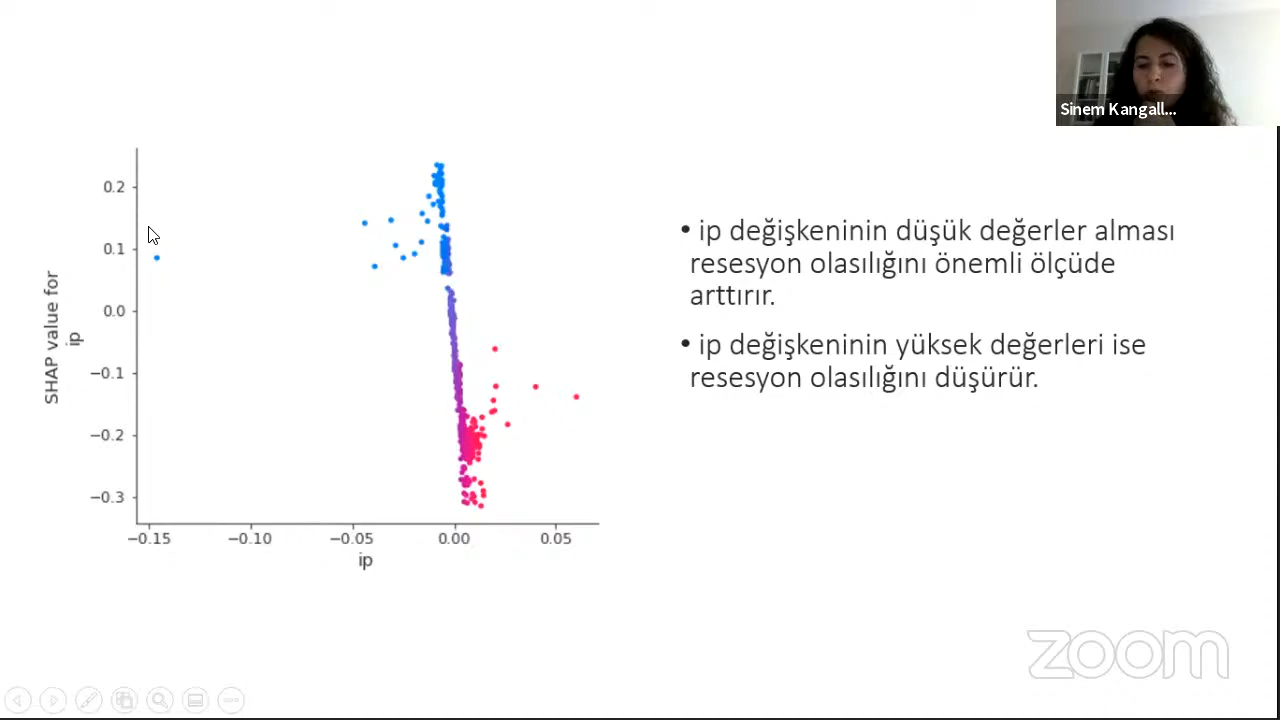 Sinem Kangall...
0.2
0.1
0.0
−0.1
−0.2
−0.3
SHAP value for
ip
−0.15
−0.10
−0.05
0.00
0.05
ip
• ip değişkeninin düşük değerler alması
resesyon olasılığını önemli ölçüde
arttırır.
• ip değişkeninin yüksek değerleri ise
resesyon olasılığını düşürür.
zoom